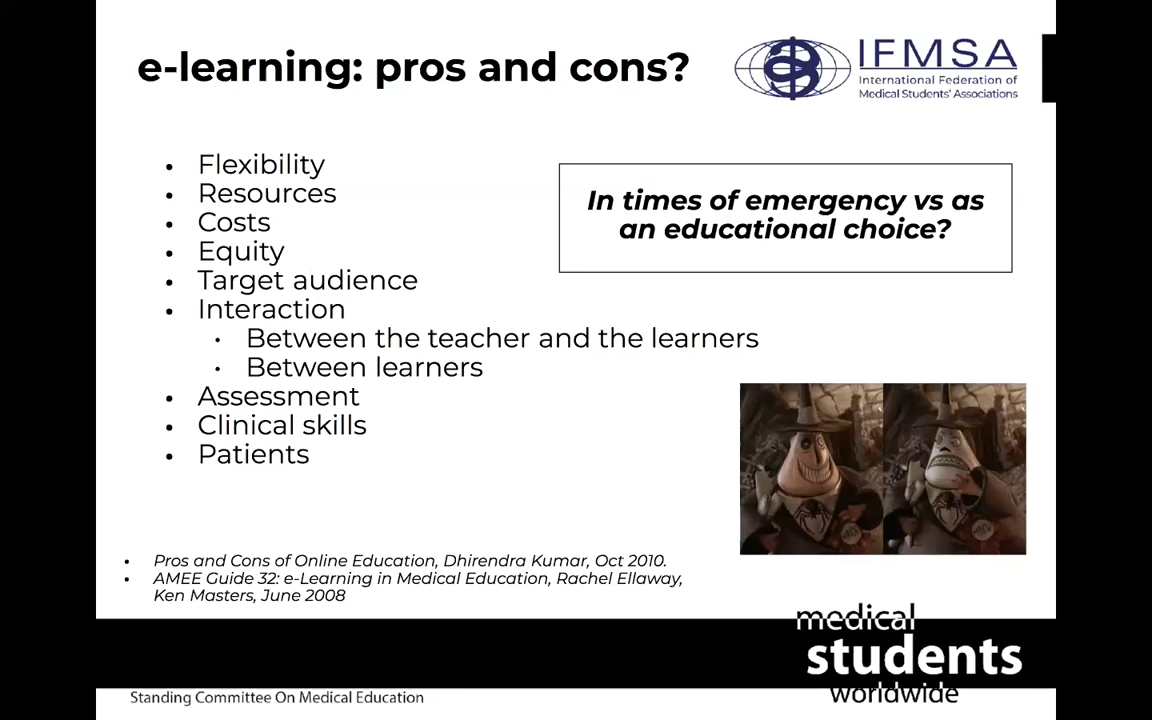 e-learning: pros and cons?
IFMSA
International Federation of
Medical Students' Associations
• Flexibility
• Resources
• Costs
• Equity
• Target audience
• Interaction
• Between the teacher and the learners
• Between learners
• Assessment
• Clinical skills
• Patients
In times of emergency vs as
an educational choice?
• Pros and Cons of Online Education, Dhirendra Kumar, Oct 2010.
• AMEE Guide 32: e-Learning in Medical Education, Rachel Ellaway,
Ken Masters, June 2008
medical
students
worldwide
Standing Committee On Medical Education